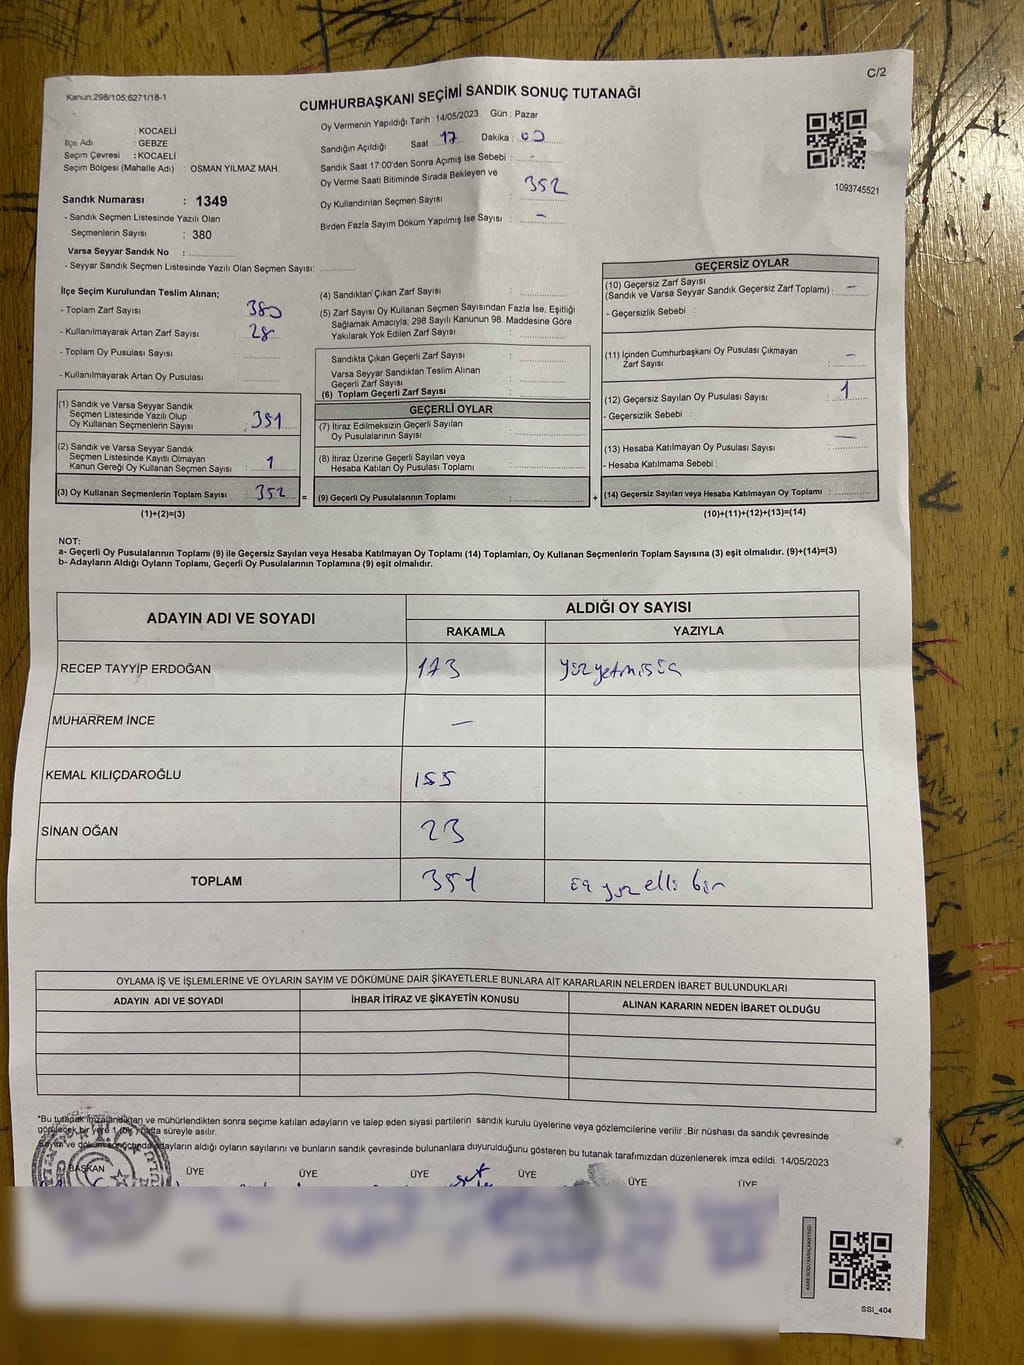 C/2
Kanun:298/105;6271/18-1
CUMHURBAŞKANI SEÇİMİ SANDIK SONUÇ TUTANAĞI
: KOCAELİ
İlçe Adı : GEBZE
Seçim Çevresi : KOCAELİ
Seçim Bölgesi (Mahalle Adı) : OSMAN YILMAZ MAH.
Oy Vermenin Yapıldığı Tarih : 14/05/2023 Gün : Pazar
Sandığın Açıldığı Saat : 17 Dakika : 00
Sandık Saat 17:00'den Sonra Açımış İse Sebebi : -
Oy Verme Saati Bitiminde Sırada Bekleyen ve
Oy Kullandırılan Seçmen Sayısı : 352
Birden Fazla Sayım Döküm Yapılmış İse Sayısı : -
1093745521
Sandık Numarası : 1349
- Sandık Seçmen Listesinde Yazılı Olan
Seçmenlerin Sayısı : 380
Varsa Seyyar Sandık No :
- Seyyar Sandık Seçmen Listesinde Yazılı Olan Seçmen Sayısı:
İlçe Seçim Kurulundan Teslim Alınan;
- Toplam Zarf Sayısı : 380
- Kullanılmayarak Artan Zarf Sayısı : 28
- Toplam Oy Pusulası Sayısı :
- Kullanılmayarak Artan Oy Pusulası :
(1) Sandık ve Varsa Seyyar Sandık
Seçmen Listesinde Yazılı Olup
Oy Kullanan Seçmenlerin Sayısı : 351
(2) Sandık ve Varsa Seyyar Sandık
Seçmen Listesinde Kayıtlı Olmayan
Kanun Gereği Oy Kullanan Seçmen Sayısı : 1
(3) Oy Kullanan Seçmenlerin Toplam Sayısı : 352 =
(1)+(2)=(3)
(4) Sandıktan Çıkan Zarf Sayısı :
(5) Zarf Sayısı Oy Kullanan Seçmen Sayısından Fazla İse, Eşitliği
Sağlamak Amacıyla, 298 Sayılı Kanunun 98. Maddesine Göre
Yakılarak Yok Edilen Zarf Sayısı :
Sandıkta Çıkan Geçerli Zarf Sayısı :
Varsa Seyyar Sandıktan Teslim Alınan
Geçerli Zarf Sayısı :
(6) Toplam Geçerli Zarf Sayısı :
GEÇERLİ OYLAR
(7) İtiraz Edilmeksizin Geçerli Sayılan
Oy Pusulalarının Sayısı :
(8) İtiraz Üzerine Geçerli Sayılan veya
Hesaba Katılan Oy Pusulası Toplamı :
(9) Geçerli Oy Pusulalarının Toplamı : +
GEÇERSİZ OYLAR
(10) Geçersiz Zarf Sayısı
(Sandık ve Varsa Seyyar Sandık Geçersiz Zarf Toplamı) : -
- Geçersizlik Sebebi :
(11) İçinden Cumhurbaşkanı Oy Pusulası Çıkmayan
Zarf Sayısı : -
(12) Geçersiz Sayılan Oy Pusulası Sayısı : 1
- Geçersizlik Sebebi :
(13) Hesaba Katılmayan Oy Pusulası Sayısı : -
- Hesaba Katılmama Sebebi :
(14) Geçersiz Sayılan veya Hesaba Katılmayan Oy Toplamı :
(10)+(11)+(12)+(13)=(14)
NOT:
a- Geçerli Oy Pusulalarının Toplamı (9) ile Geçersiz Sayılan veya Hesaba Katılmayan Oy Toplamı (14) Toplamları, Oy Kullanan Seçmenlerin Toplam Sayısına (3) eşit olmalıdır. (9)+(14)=(3)
b- Adayların Aldığı Oyların Toplamı, Geçerli Oy Pusulalarının Toplamına (9) eşit olmalıdır.
ADAYIN ADI VE SOYADI
ALDIĞI OY SAYISI
RAKAMLA YAZIYLA
RECEP TAYYİP ERDOĞAN 173 yüzyetmişüç
MUHARREM İNCE -
KEMAL KILIÇDAROĞLU 155
SİNAN OĞAN 23
TOPLAM 351 üç yüz elli bir
OYLAMA İŞ VE İŞLEMLERİNE VE OYLARIN SAYIM VE DÖKÜMÜNE DAİR ŞİKAYETLERLE BUNLARA AİT KARARLARIN NELERDEN İBARET BULUNDUKLARI
ADAYIN ADI VE SOYADI İHBAR İTİRAZ VE ŞİKAYETİN KONUSU ALINAN KARARIN NEDEN İBARET OLDUĞU
"Bu tutanak imzalandıktan ve mühürlendikten sonra seçime katılan adayların ve talep eden siyasi partilerin sandık kurulu üyelerine veya gözlemcilerine verilir .Bir nüshası da sandık çevresinde
görülecek bir yere 1 hafta süreyle asılır.
Sayım ve döküm sonucunda adayların aldığı oyların sayılarını ve bunların sandık çevresinde bulunanlara duyurulduğunu gösteren bu tutanak tarafımızdan düzenlenerek imza edildi. 14/05/2023
BAŞKAN ÜYE ÜYE ÜYE ÜYE ÜYE ÜYE
SSI_404